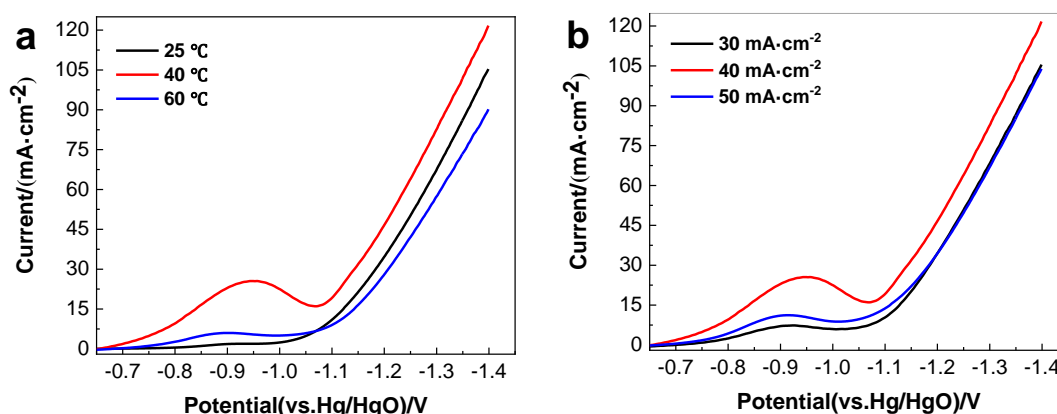 a
25 ℃
40 ℃
60 ℃
Current/(mA·cm⁻²)
120
105
90
75
60
45
30
15
0
-0.7 -0.8 -0.9 -1.0 -1.1 -1.2 -1.3 -1.4
Potential(vs.Hg/HgO)/V
b
30 mA·cm⁻²
40 mA·cm⁻²
50 mA·cm⁻²
Current/(mA·cm⁻²)
120
105
90
75
60
45
30
15
0
-0.7 -0.8 -0.9 -1.0 -1.1 -1.2 -1.3 -1.4
Potential(vs.Hg/HgO)/V